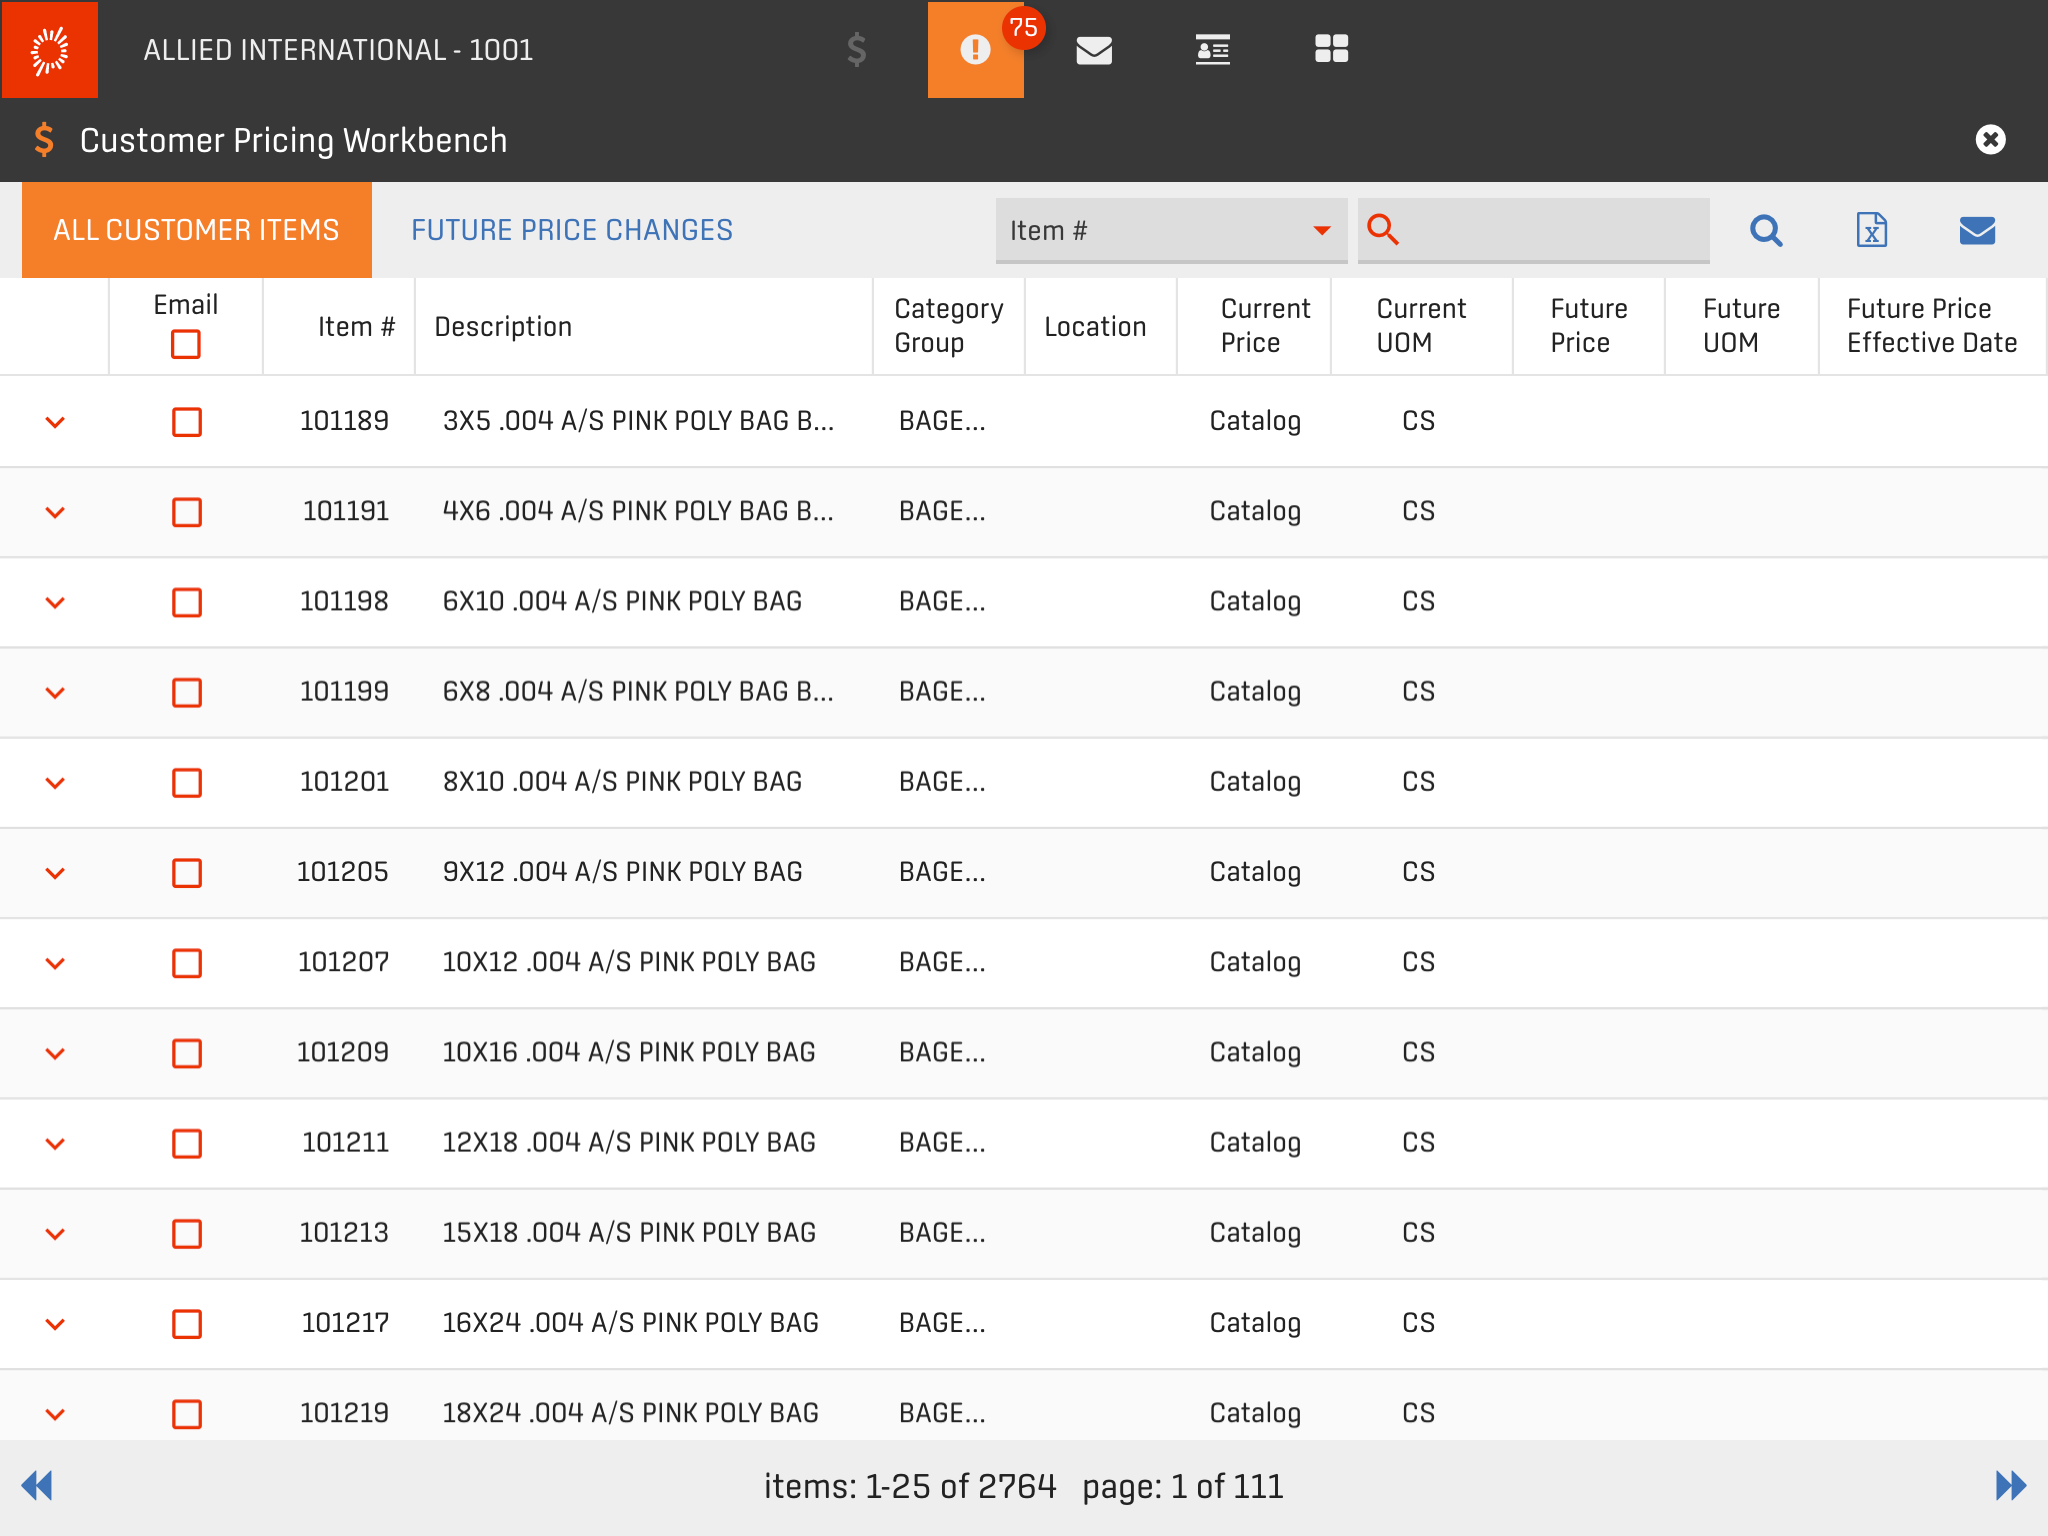 ALLIED INTERNATIONAL - 1001
75
Customer Pricing Workbench
ALL CUSTOMER ITEMS FUTURE PRICE CHANGES Item #
Email Item # Description Category Group Location Current Price Current UOM Future Price Future UOM Future Price Effective Date
101189 3X5 .004 A/S PINK POLY BAG B... BAGE... Catalog CS
101191 4X6 .004 A/S PINK POLY BAG B... BAGE... Catalog CS
101198 6X10 .004 A/S PINK POLY BAG BAGE... Catalog CS
101199 6X8 .004 A/S PINK POLY BAG B... BAGE... Catalog CS
101201 8X10 .004 A/S PINK POLY BAG BAGE... Catalog CS
101205 9X12 .004 A/S PINK POLY BAG BAGE... Catalog CS
101207 10X12 .004 A/S PINK POLY BAG BAGE... Catalog CS
101209 10X16 .004 A/S PINK POLY BAG BAGE... Catalog CS
101211 12X18 .004 A/S PINK POLY BAG BAGE... Catalog CS
101213 15X18 .004 A/S PINK POLY BAG BAGE... Catalog CS
101217 16X24 .004 A/S PINK POLY BAG BAGE... Catalog CS
101219 18X24 .004 A/S PINK POLY BAG BAGE... Catalog CS
items: 1-25 of 2764 page: 1 of 111